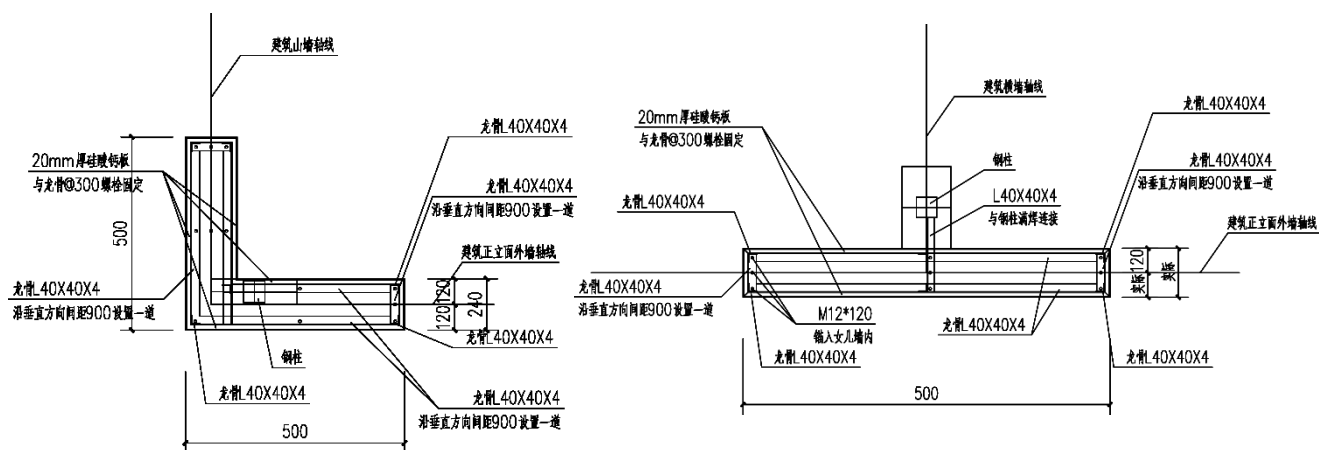 建筑山墙轴线
龙骨L40X40X4
20mm厚硅酸钙板
与龙骨@300螺栓固定
龙骨L40X40X4
沿垂直方向间距900设置一道
500
建筑正立面外墙轴线
龙骨L40X40X4
沿垂直方向间距900设置一道
120
120
240
钢柱
龙骨L40X40X4
龙骨L40X40X4
龙骨L40X40X4
沿垂直方向间距900设置一道
500
建筑横墙轴线
20mm厚硅酸钙板
与龙骨@300螺栓固定
龙骨L40X40X4
钢柱
龙骨L40X40X4
沿垂直方向间距900设置一道
L40X40X4
与钢柱满焊连接
龙骨L40X40X4
建筑正立面外墙轴线
龙骨L40X40X4
沿垂直方向间距900设置一道
120
实际
实际
M12*120
锚入女儿墙内
龙骨L40X40X4
龙骨L40X40X4
龙骨L40X40X4
500